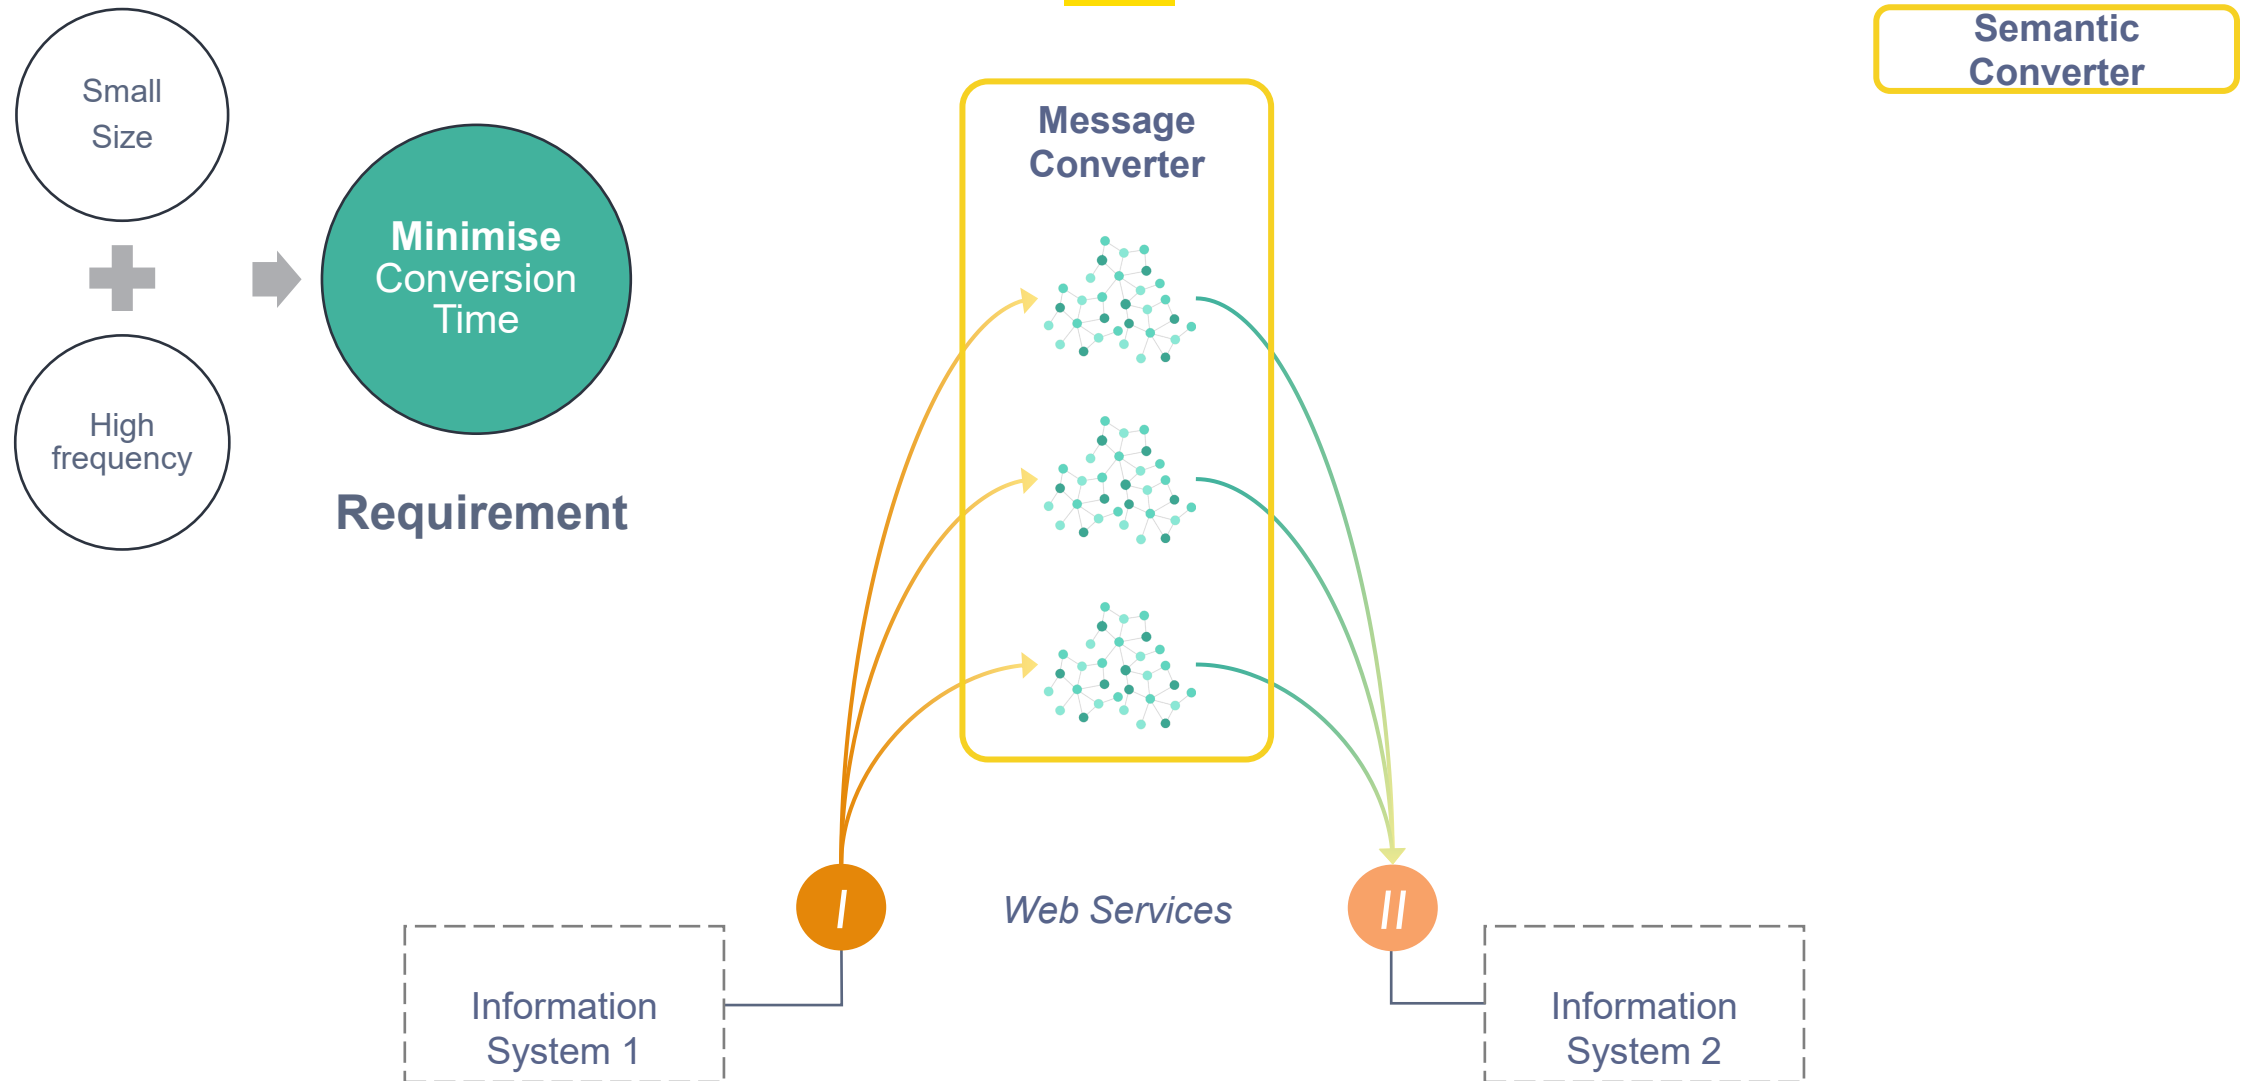 Small
Size
High
frequency
Minimise
Conversion
Time
Requirement
Message
Converter
Semantic
Converter
I
Web Services
II
Information
System 1
Information
System 2